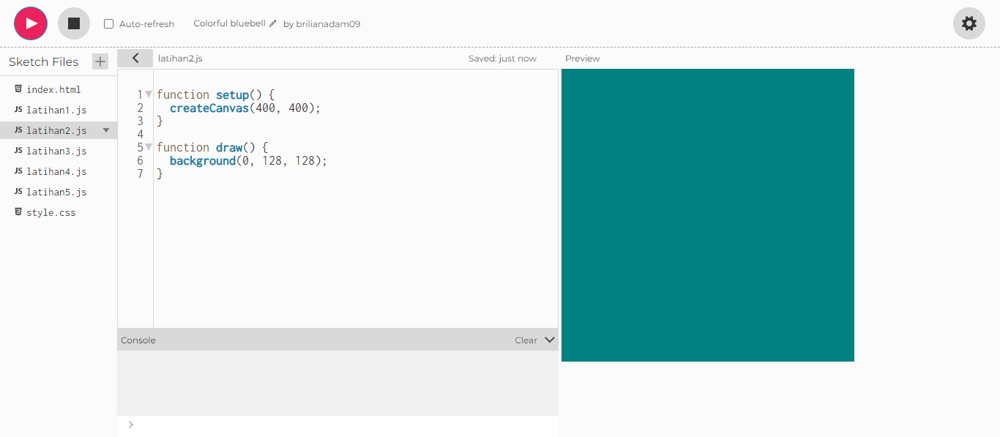 Auto-refresh Colorful bluebell by brilianadam09
Sketch Files
index.html
latihan1.js
latihan2.js
latihan3.js
latihan4.js
latihan5.js
style.css
latihan2.js Saved: just now
1 function setup() {
2   createCanvas(400, 400);
3 }
4
5 function draw() {
6   background(0, 128, 128);
7 }
Console Clear
>
Preview